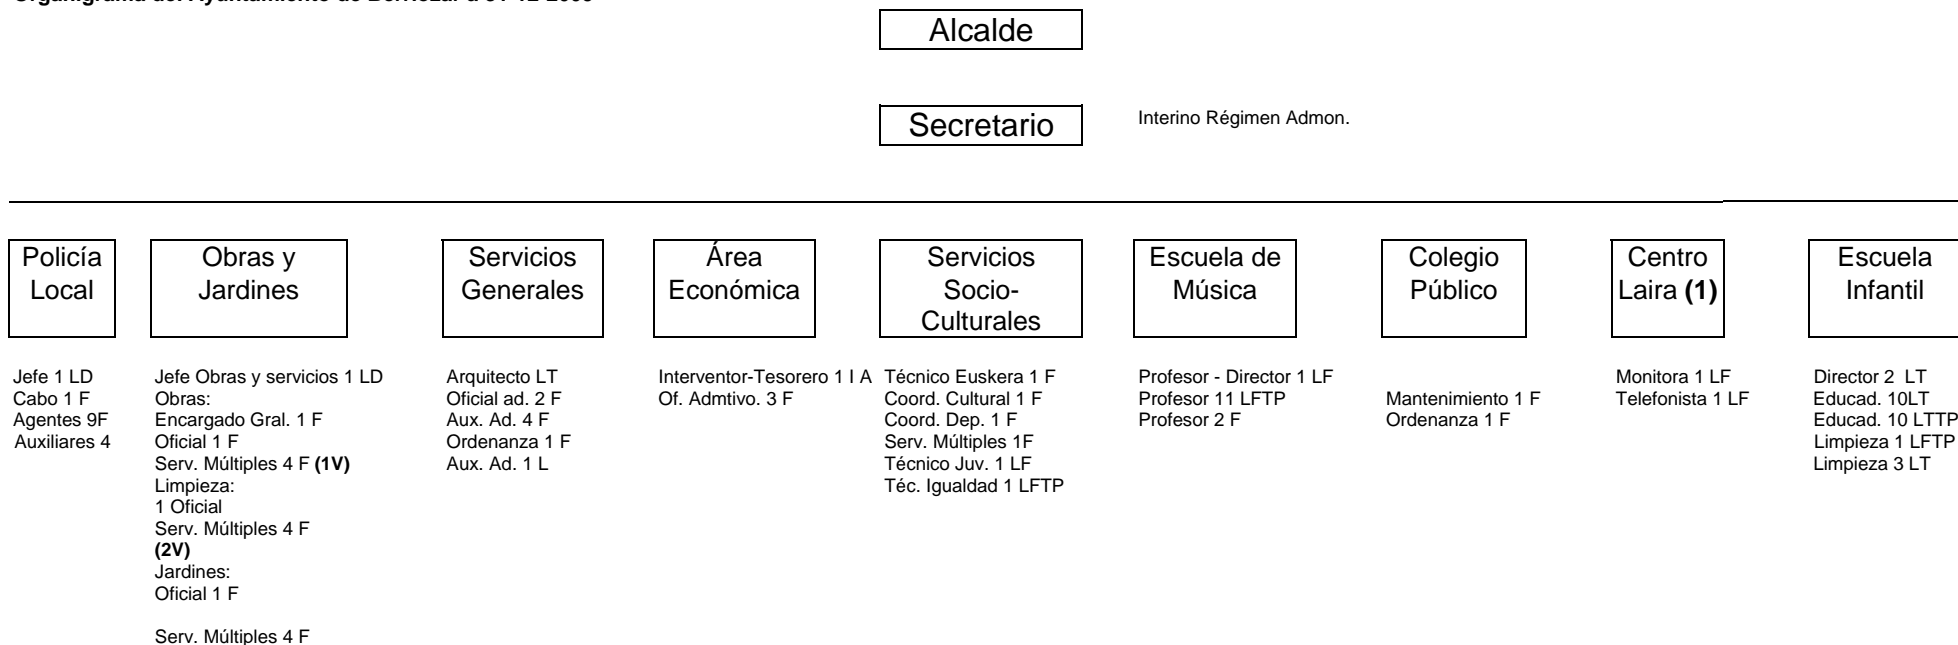 Organigrama del Ayuntamiento de
Alcalde
Secretario
Interino Régimen Admon.
Policía
Local
Obras y
Jardines
Servicios
Generales
Área
Económica
Servicios
Socio-
Culturales
Escuela de
Música
Colegio
Público
Centro
Laira (1)
Escuela
Infantil
Jefe 1 LD
Cabo 1 F
Agentes 9F
Auxiliares 4
Jefe Obras y servicios 1 LD
Obras:
Encargado Gral. 1 F
Oficial 1 F
Serv. Múltiples 4 F (1V)
Limpieza:
1 Oficial
Serv. Múltiples 4 F
(2V)
Jardines:
Oficial 1 F
Serv. Múltiples 4 F
Arquitecto LT
Oficial ad. 2 F
Aux. Ad. 4 F
Ordenanza 1 F
Aux. Ad. 1 L
Interventor-Tesorero 1 I A
Of. Admtivo. 3 F
Técnico Euskera 1 F
Coord. Cultural 1 F
Coord. Dep. 1 F
Serv. Múltiples 1F
Técnico Juv. 1 LF
Téc. Igualdad 1 LFTP
Profesor - Director 1 LF
Profesor 11 LFTP
Profesor 2 F
Mantenimiento 1 F
Ordenanza 1 F
Monitora 1 LF
Telefonista 1 LF
Director 2 LT
Educad. 10LT
Educad. 10 LTTP
Limpieza 1 LFTP
Limpieza 3 LT